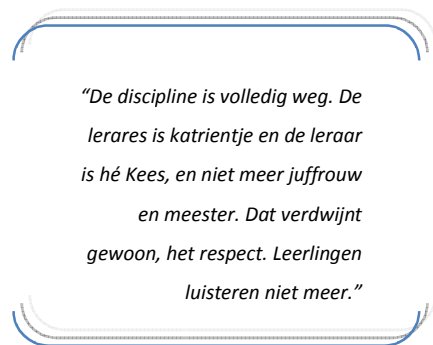 “De discipline is volledig weg. De
lerares is katrientje en de leraar
is hé Kees, en niet meer juffrouw
en meester. Dat verdwijnt
gewoon, het respect. Leerlingen
luisteren niet meer.”